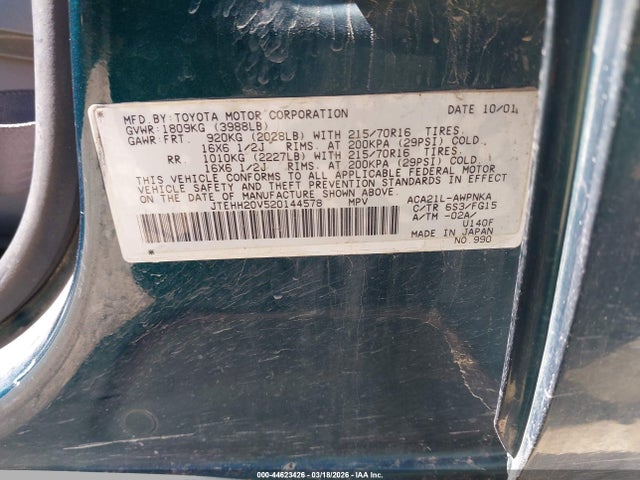 MFD.BY: TOYOTA MOTOR CORPORATION DATE 10/01
GVWR: 1809KG (3988LB)
GAWR: FRT. 920KG (2028LB) WITH 215/70R16 TIRES.
16X6 1/2J RIMS. AT 200KPA (29PSI) COLD.
RR. 1010KG (2227LB) WITH 215/70R16 TIRES.
16X6 1/2J RIMS. AT 200KPA (29PSI) COLD.
THIS VEHICLE CONFORMS TO ALL APPLICABLE FEDERAL MOTOR
VEHICLE SAFETY AND THEFT PREVENTION STANDARDS IN EFFECT
ON THE DATE OF MANUFACTURE SHOWN ABOVE.
JTEHH20V520144578 MPV ACA21L-AWPNKA
C/TR 6S3/FG15
A/TM -02A/
U140F
MADE IN JAPAN
NO.990
000-44623426 | 03/18/2026 - IAA Inc.